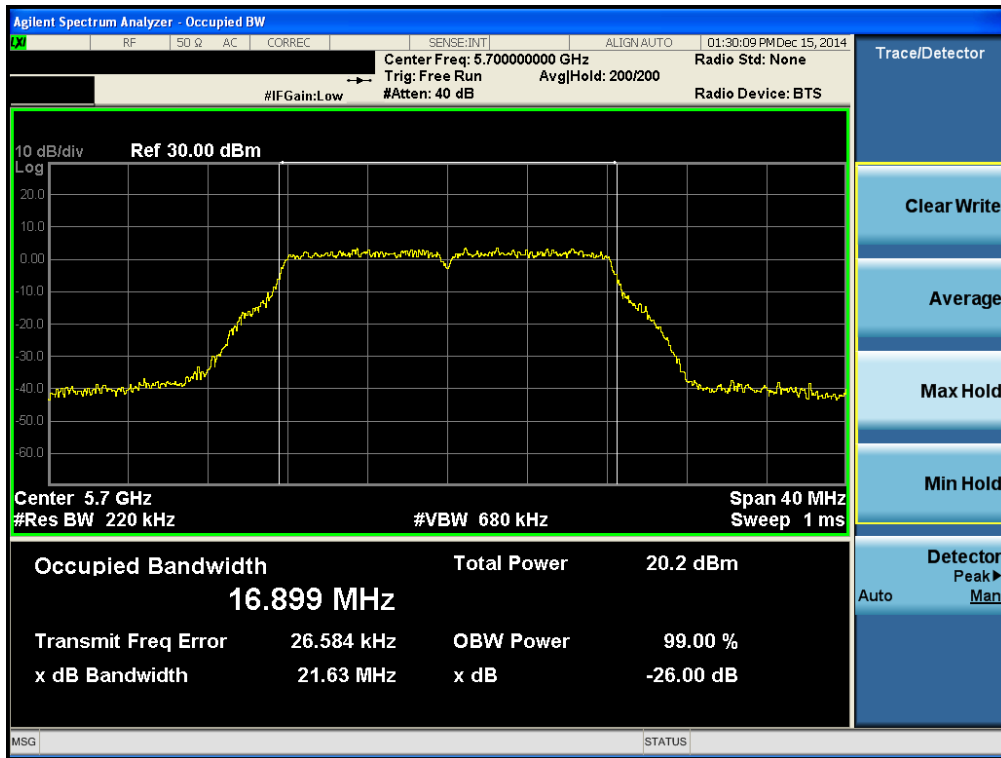 Agilent Spectrum Analyzer - Occupied BW
LXI RF 50 Ω AC CORREC SENSE:INT ALIGN AUTO 01:30:09 PM Dec 15, 2014
Center Freq: 5.700000000 GHz Radio Std: None
Trig: Free Run Avg|Hold: 200/200
#IFGain:Low #Atten: 40 dB Radio Device: BTS
Trace/Detector
10 dB/div Ref 30.00 dBm
Log
20.0
10.0
0.00
-10.0
-20.0
-30.0
-40.0
-50.0
-60.0
Center 5.7 GHz Span 40 MHz
#Res BW 220 kHz #VBW 680 kHz Sweep 1 ms
Occupied Bandwidth Total Power 20.2 dBm
16.899 MHz
Transmit Freq Error 26.584 kHz OBW Power 99.00 %
x dB Bandwidth 21.63 MHz x dB -26.00 dB
Clear Write
Average
Max Hold
Min Hold
Detector
Peak▶
Auto Man
MSG STATUS